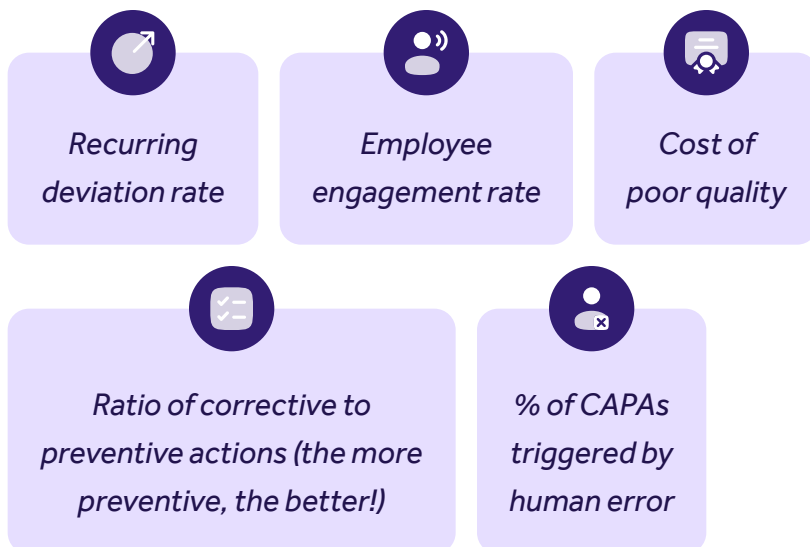 Recurring
deviation rate
Employee
engagement rate
Cost of
poor quality
Ratio of corrective to
preventive actions (the more
preventive, the better!)
% of CAPAs
triggered by
human error